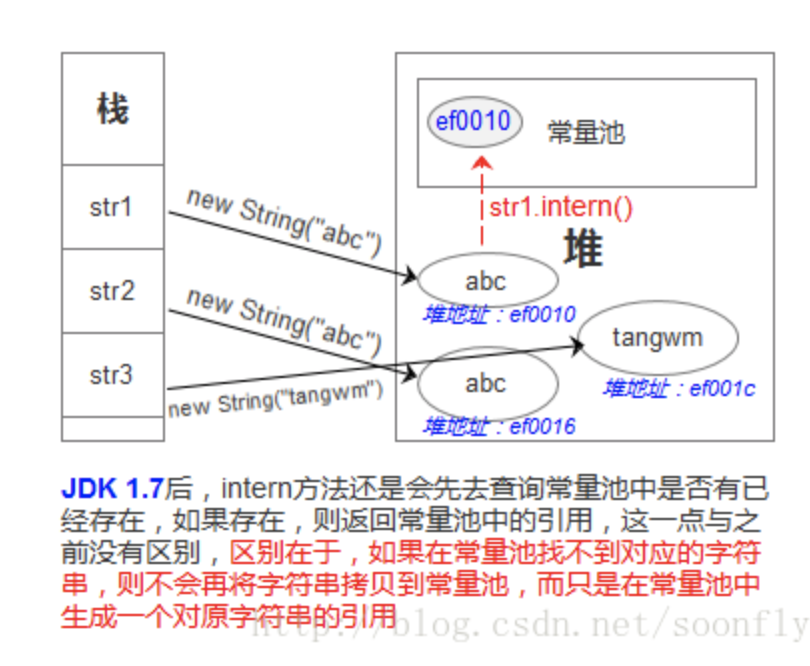 栈
ef0010
常量池
str1
new String("abc")
str1.intern()
堆
abc
堆地址：ef0010
str2
new String("abc")
tangwm
堆地址：ef001c
str3
new String("tangwm")
abc
堆地址：ef0016
JDK 1.7后，intern方法还是会先去查询常量池中是否有已
经存在，如果存在，则返回常量池中的引用，这一点与之
前没有区别，区别在于，如果在常量池找不到对应的字符
串，则不会再将字符串拷贝到常量池，而只是在常量池中
生成一个对原字符串的引用
http://blog.csdn.net/soonfly